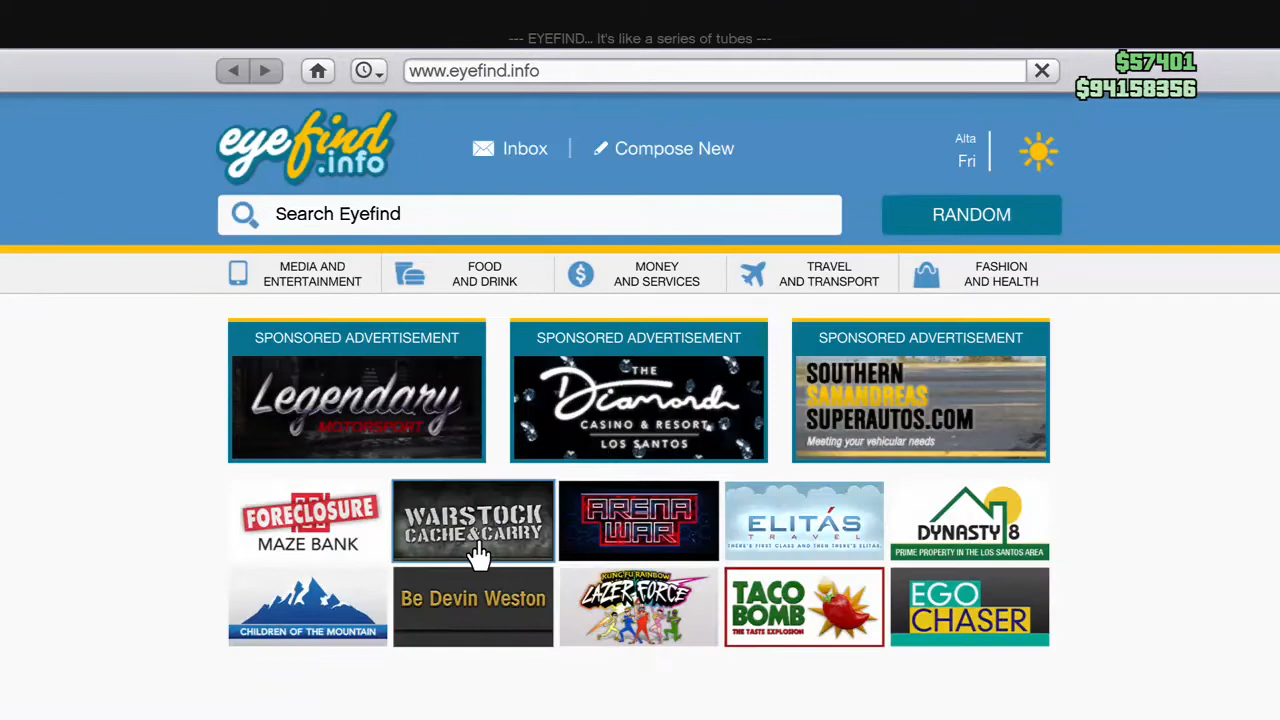 --- EYEFIND... It's like a series of tubes ---
www.eyefind.info
$57401
$94158356
eyefind
.info
Inbox
Compose New
Alta
Fri
Search Eyefind
RANDOM
MEDIA AND
ENTERTAINMENT
FOOD
AND DRINK
MONEY
AND SERVICES
TRAVEL
AND TRANSPORT
FASHION
AND HEALTH
SPONSORED ADVERTISEMENT
Legendary
MOTORSPORT
SPONSORED ADVERTISEMENT
THE
Diamond
CASINO & RESORT
LOS SANTOS
SPONSORED ADVERTISEMENT
SOUTHERN
SANANDREAS
SUPERAUTOS.COM
Meeting your vehicular needs
FORECLOSURE
MAZE BANK
WARSTOCK
CACHE&CARRY
ARENA
WAR
ELITÁS
TRAVEL
THERE'S FIRST CLASS AND THEN THERE'S ELITAS.
DYNASTY 8
PRIME PROPERTY IN THE LOS SANTOS AREA
CHILDREN OF THE MOUNTAIN
Be Devin Weston
KUNG FU RAINBOW
LAZER FORCE
TACO
BOMB
THE TASTE EXPLOSION
EGO
CHASER